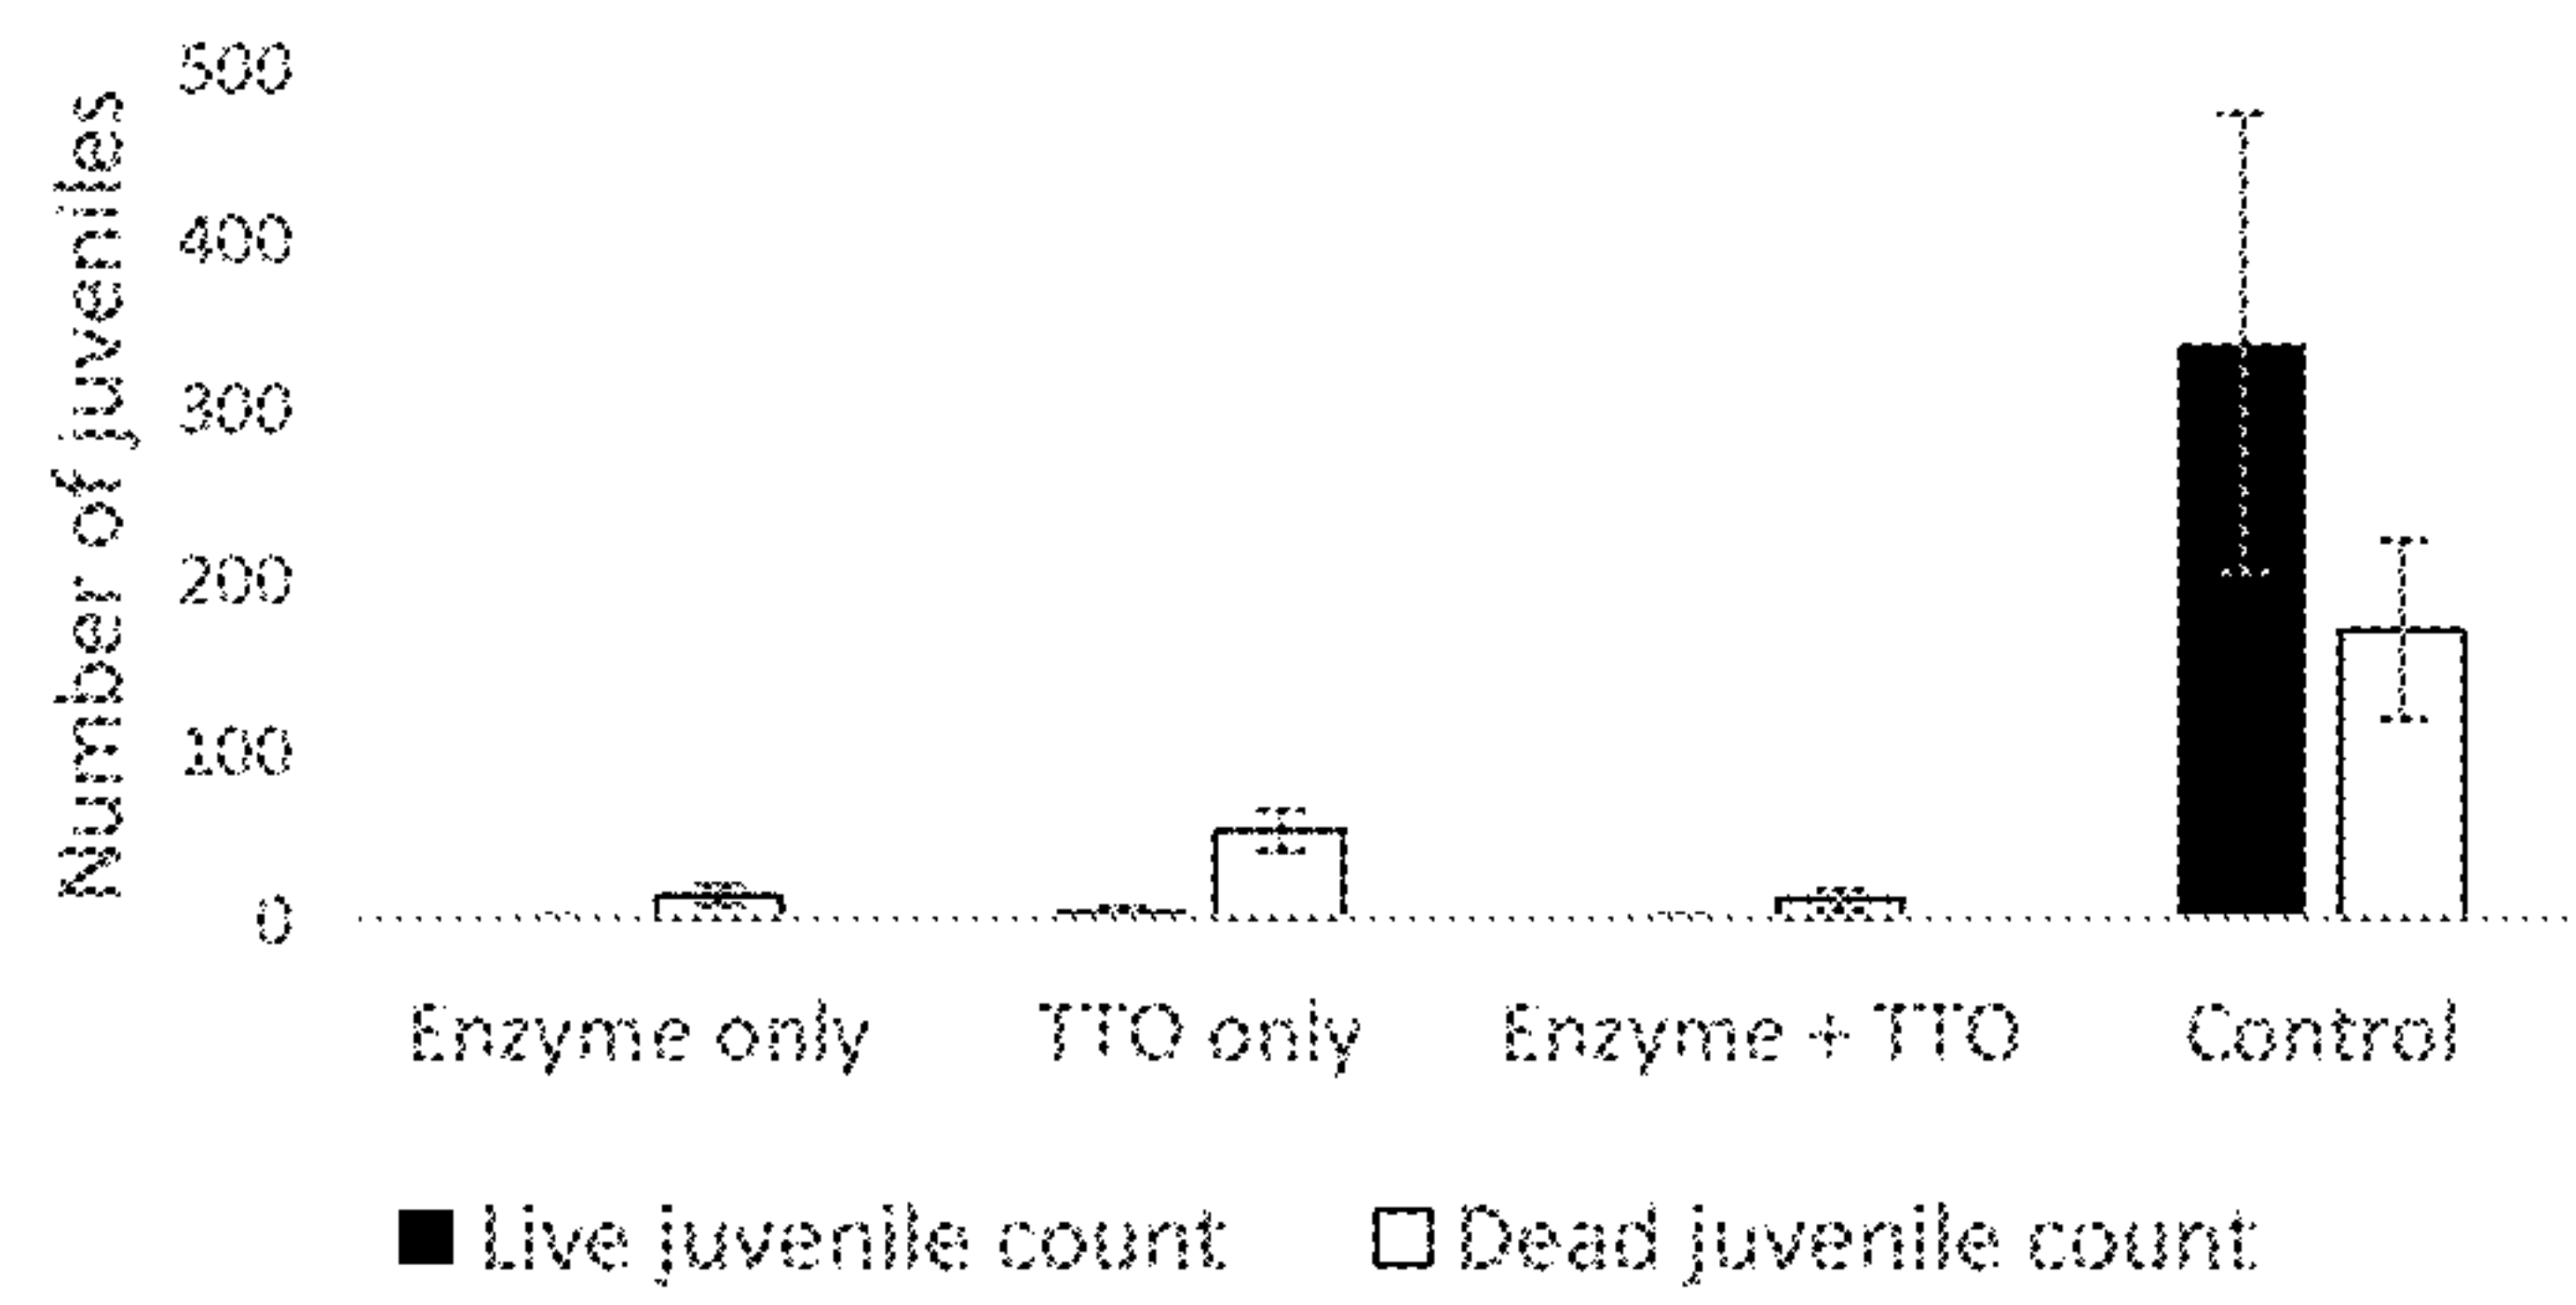 Number of juveniles
500
400
300
200
100
0
Enzyme only TTO only Enzyme + TTO Control
Live juvenile count Dead juvenile count